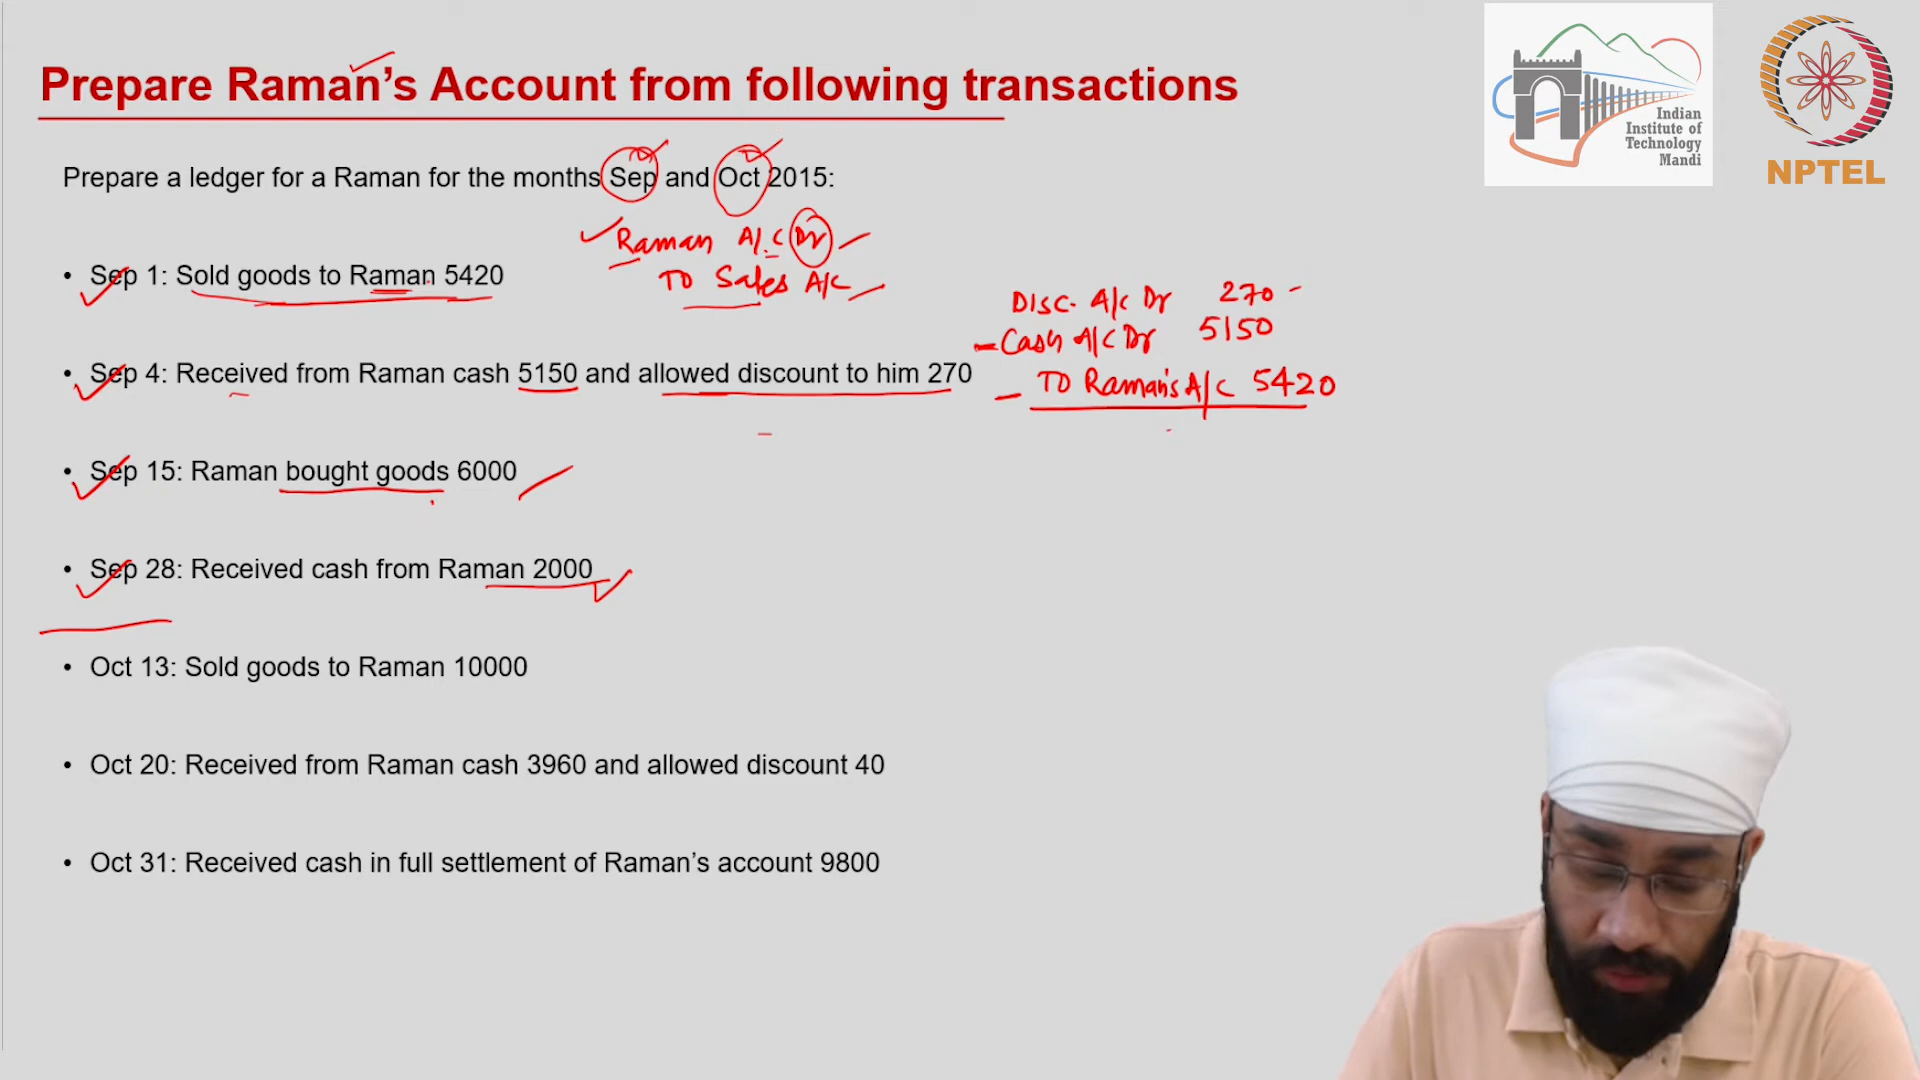 Prepare Raman's Account from following transactions
Indian
Institute of
Technology
Mandi
NPTEL
Prepare a ledger for a Raman for the months Sep and Oct 2015:
Raman A/C Dr
To Sales A/C
• Sep 1: Sold goods to Raman 5420
Disc. A/c Dr 270
Cash A/C Dr 5150
To Raman's A/C 5420
• Sep 4: Received from Raman cash 5150 and allowed discount to him 270
• Sep 15: Raman bought goods 6000
• Sep 28: Received cash from Raman 2000
• Oct 13: Sold goods to Raman 10000
• Oct 20: Received from Raman cash 3960 and allowed discount 40
• Oct 31: Received cash in full settlement of Raman's account 9800